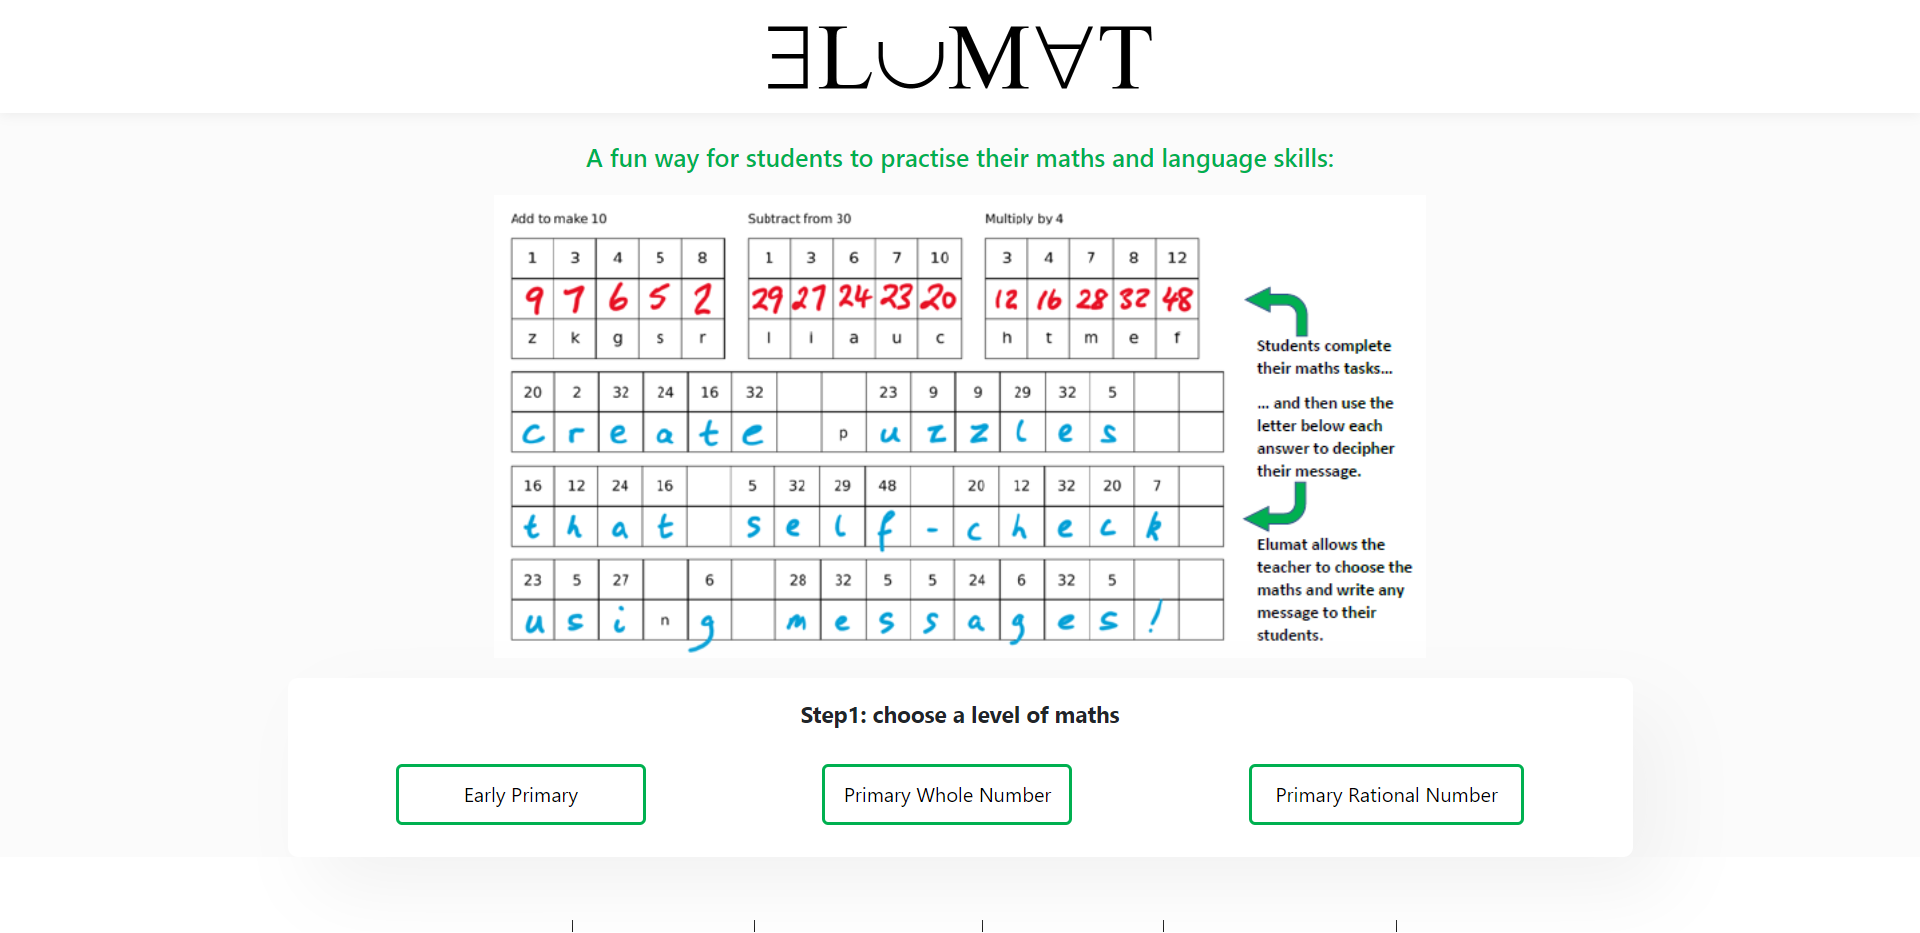 ƎL∪M∀T
A fun way for students to practise their maths and language skills:
Add to make 10
1 3 4 5 8
9 7 6 5 2
z k g s r
Subtract from 30
1 3 6 7 10
29 27 24 23 20
l i a u c
Multiply by 4
3 4 7 8 12
12 16 28 32 48
h t m e f
20 2 32 24 16 32 23 9 9 29 32 5
c r e a t e p u z z l e s
16 12 24 16 5 32 29 48 20 12 32 20 7
t h a t s e l f - c h e c k
23 5 27 6 28 32 5 5 24 6 32 5
u s i n g m e s s a g e s !
Students complete
their maths tasks...
... and then use the
letter below each
answer to decipher
their message.
Elumat allows the
teacher to choose the
maths and write any
message to their
students.
Step1: choose a level of maths
Early Primary
Primary Whole Number
Primary Rational Number